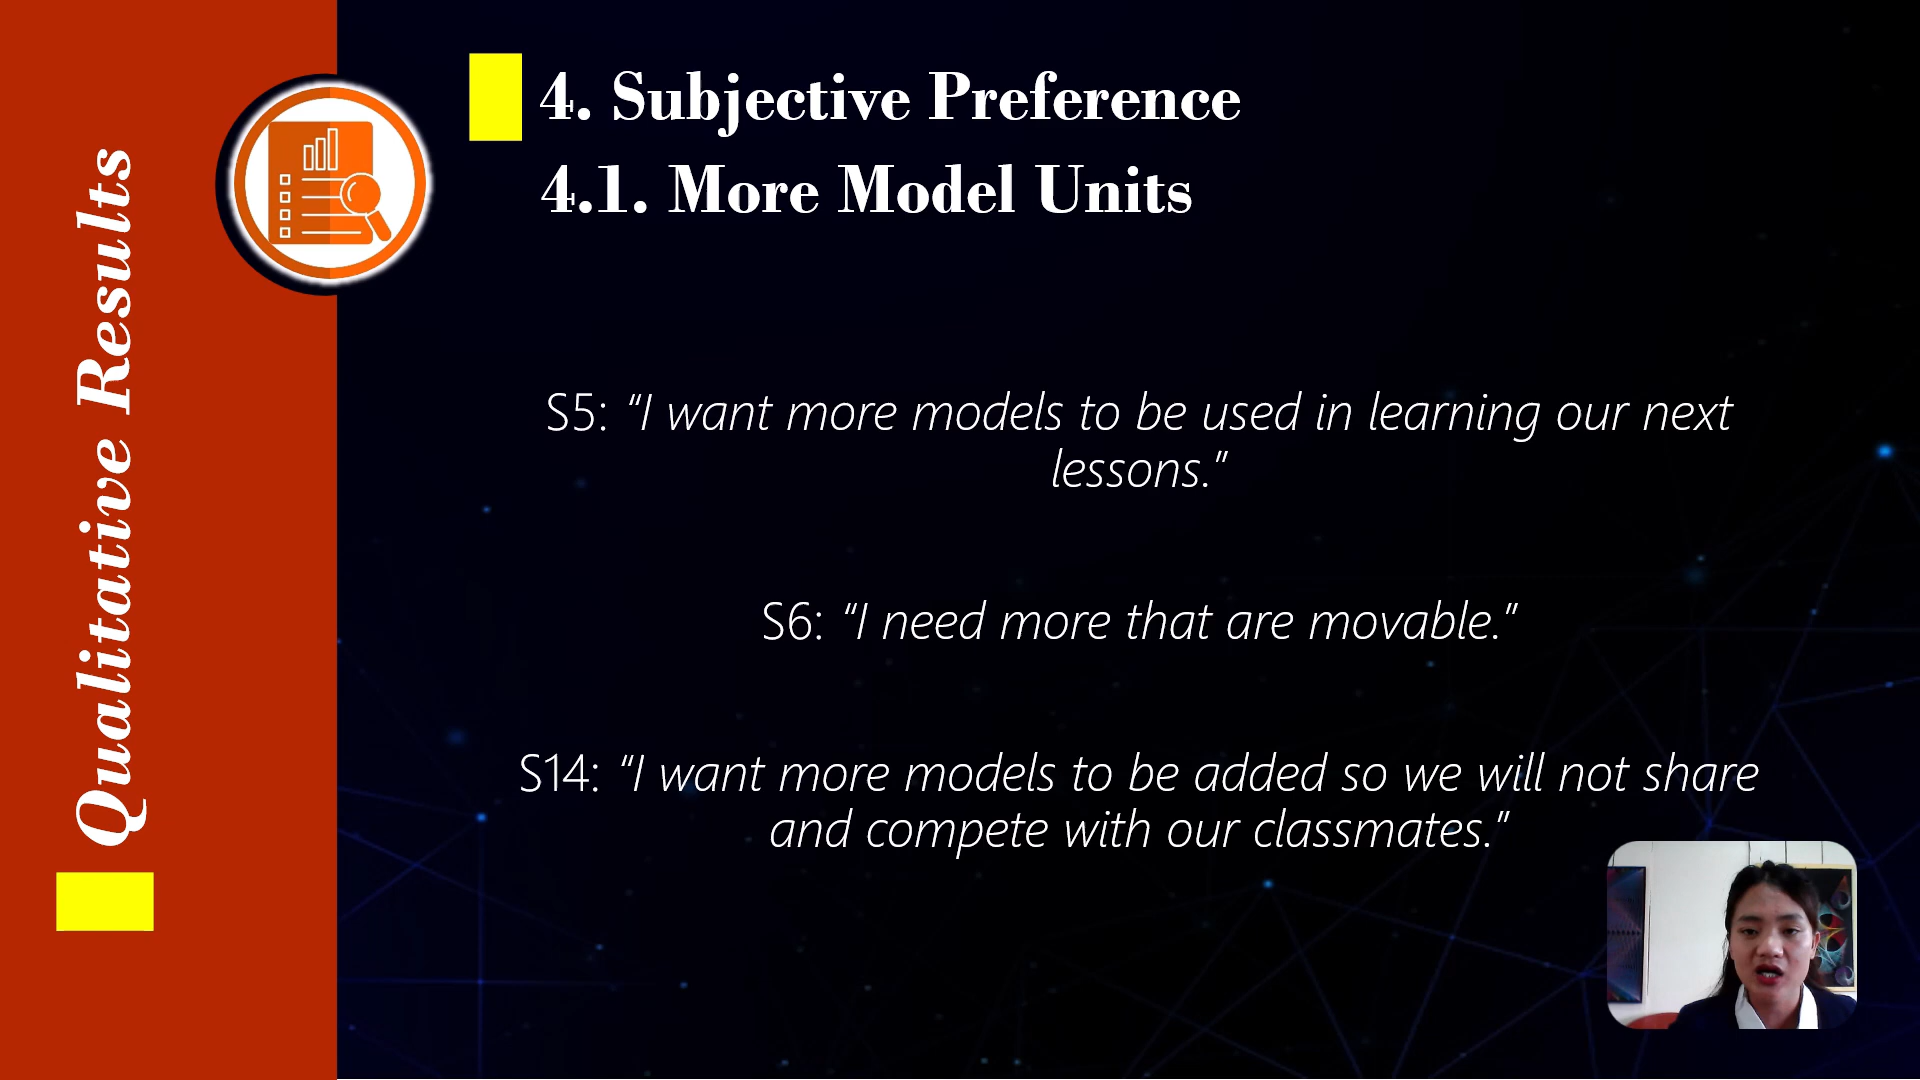 Qualitative Results
4. Subjective Preference
4.1. More Model Units
S5: “I want more models to be used in learning our next
lessons.”
S6: “I need more that are movable.”
S14: “I want more models to be added so we will not share
and compete with our classmates.”